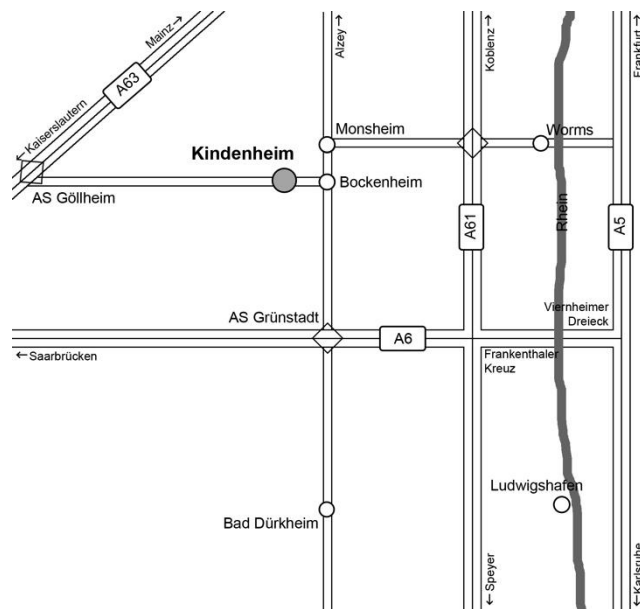 Mainz→
A63
←Kaiserslautern
Alzey→
Koblenz→
Frankfurt→
Monsheim
Worms
Kindenheim
Bockenheim
AS Göllheim
A61
Rhein
A5
AS Grünstadt
Viernheimer
Dreieck
A6
←Saarbrücken
Frankenthaler
Kreuz
Ludwigshafen
Bad Dürkheim
←Speyer
←Karlsruhe